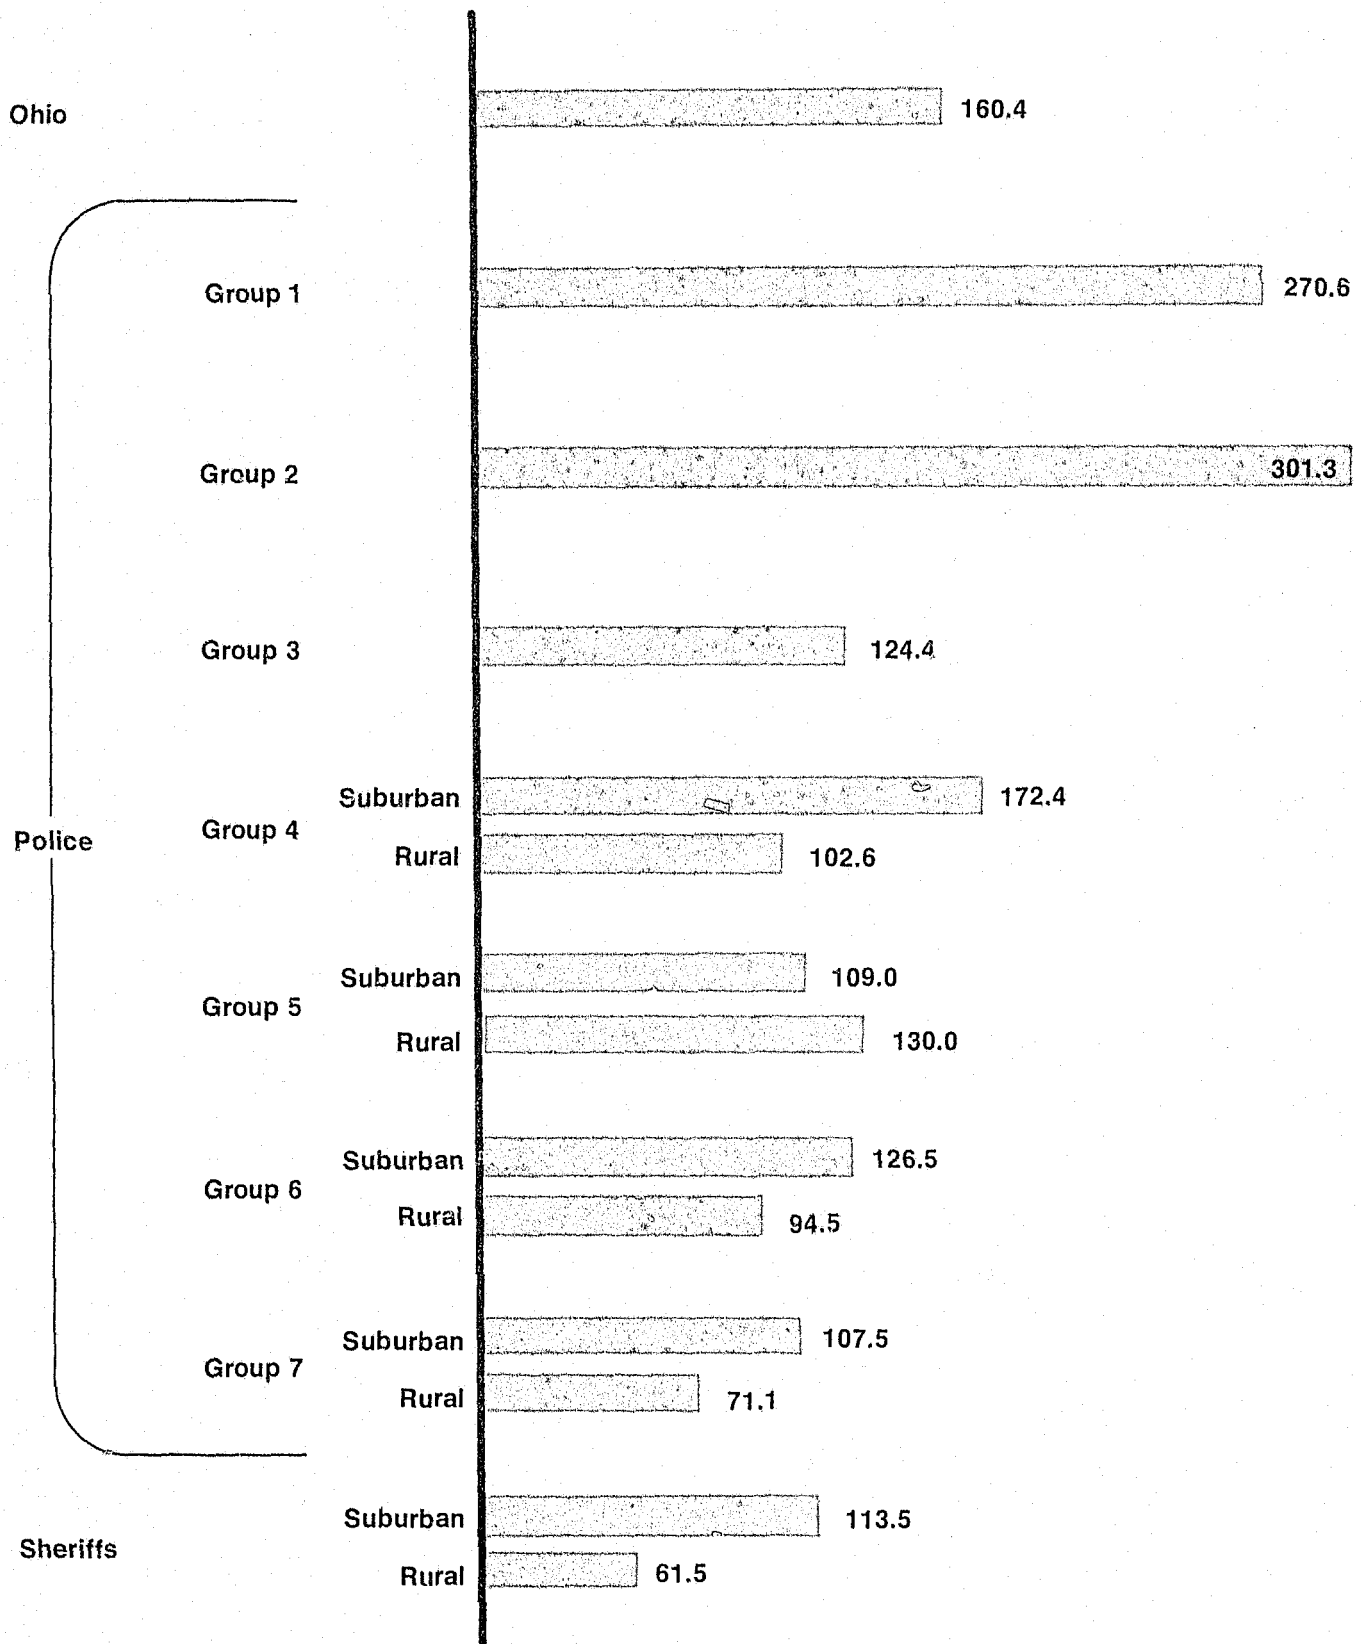 Ohio 160.4
Group 1 270.6
Group 2 301.3
Group 3 124.4
Police
Group 4
Suburban 172.4
Rural 102.6
Group 5
Suburban 109.0
Rural 130.0
Group 6
Suburban 126.5
Rural 94.5
Group 7
Suburban 107.5
Rural 71.1
Sheriffs
Suburban 113.5
Rural 61.5